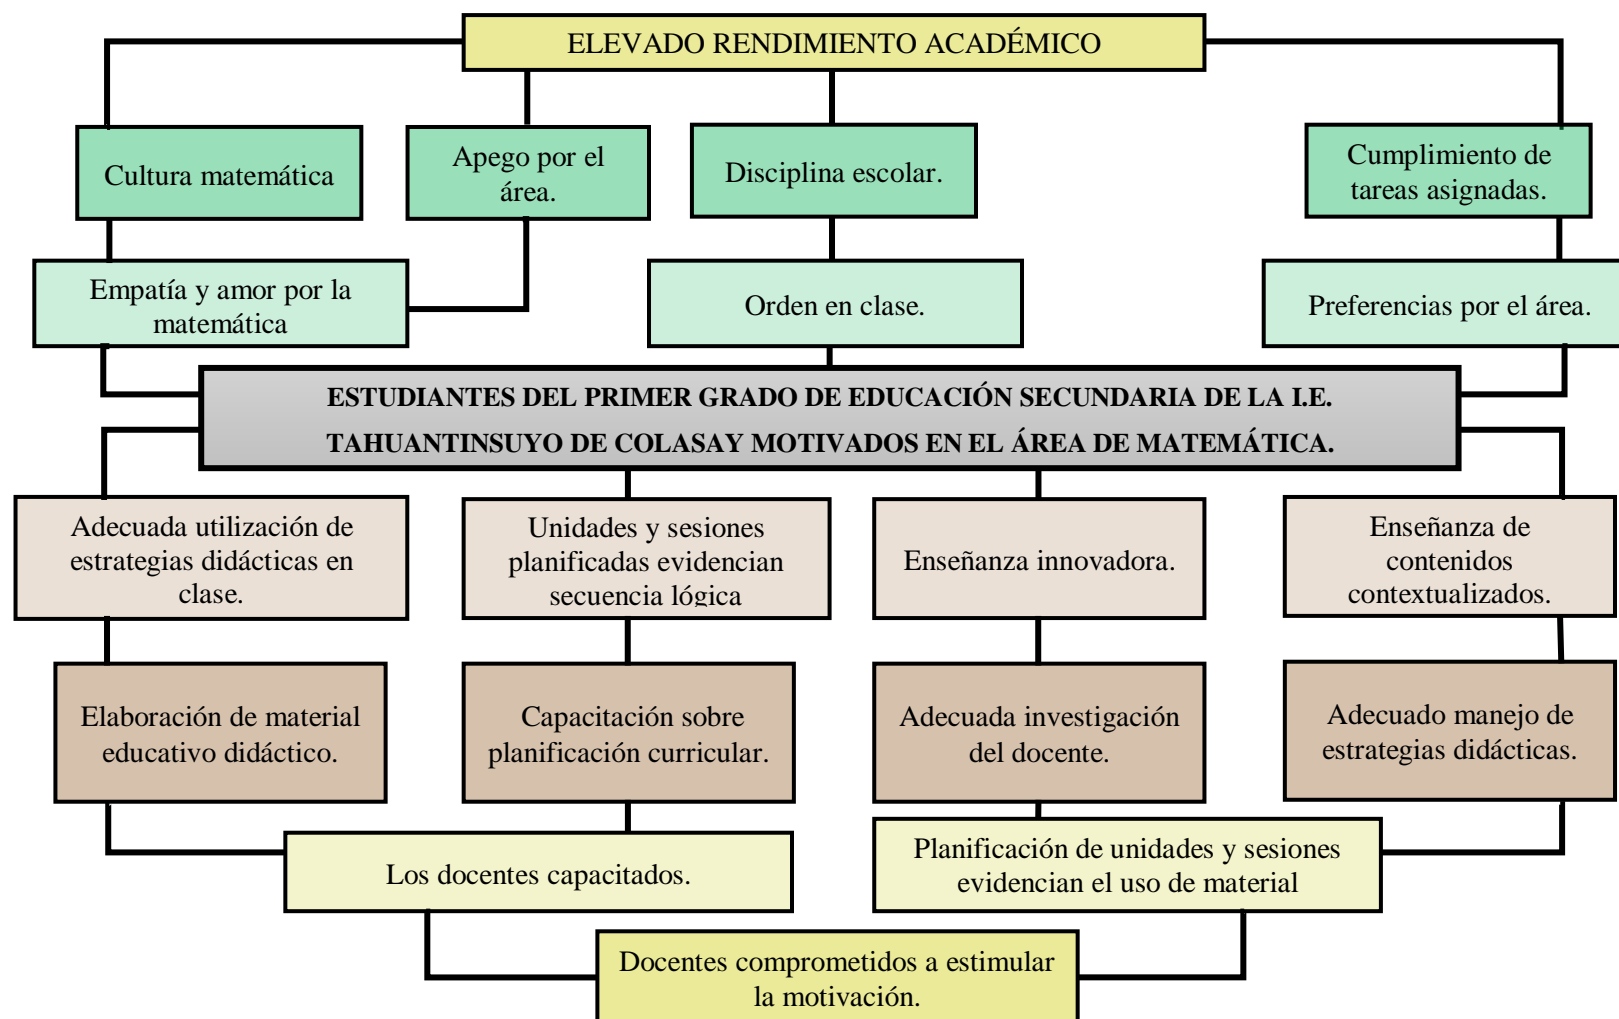 ELEVADO RENDIMIENTO ACADÉMICO
Cultura matemática
Apego por el
área.
Disciplina escolar.
Cumplimiento de
tareas asignadas.
Empatía y amor por la
matemática
Orden en clase.
Preferencias por el área.
ESTUDIANTES DEL PRIMER GRADO DE EDUCACIÓN SECUNDARIA DE LA I.E.
TAHUANTINSUYO DE COLASAY MOTIVADOS EN EL ÁREA DE MATEMÁTICA.
Adecuada utilización de
estrategias didácticas en
clase.
Unidades y sesiones
planificadas evidencian
secuencia lógica
Enseñanza innovadora.
Enseñanza de
contenidos
contextualizados.
Elaboración de material
educativo didáctico.
Capacitación sobre
planificación curricular.
Adecuada investigación
del docente.
Adecuado manejo de
estrategias didácticas.
Los docentes capacitados.
Planificación de unidades y sesiones
evidencian el uso de material
Docentes comprometidos a estimular
la motivación.